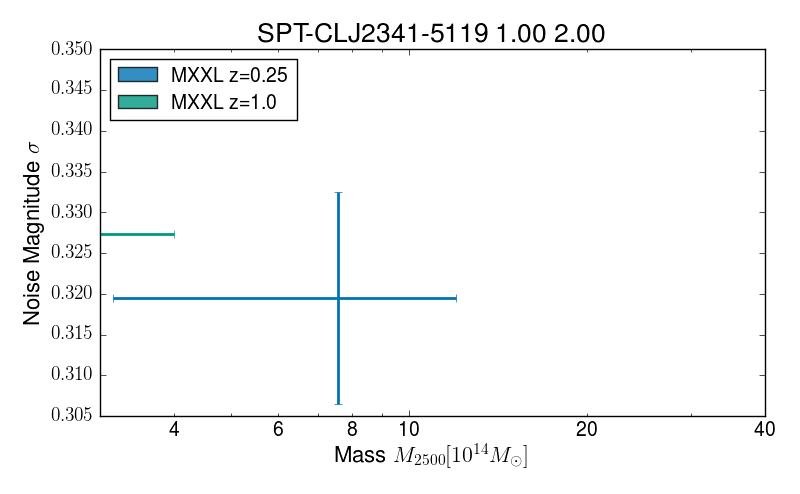 SPT-CLJ2341-5119 1.00 2.00
MXXL z=0.25
MXXL z=1.0
Noise Magnitude σ
0.350
0.345
0.340
0.335
0.330
0.325
0.320
0.315
0.310
0.305
4 6 8 10 20 40
Mass M₂₅₀₀[10¹⁴M☉]